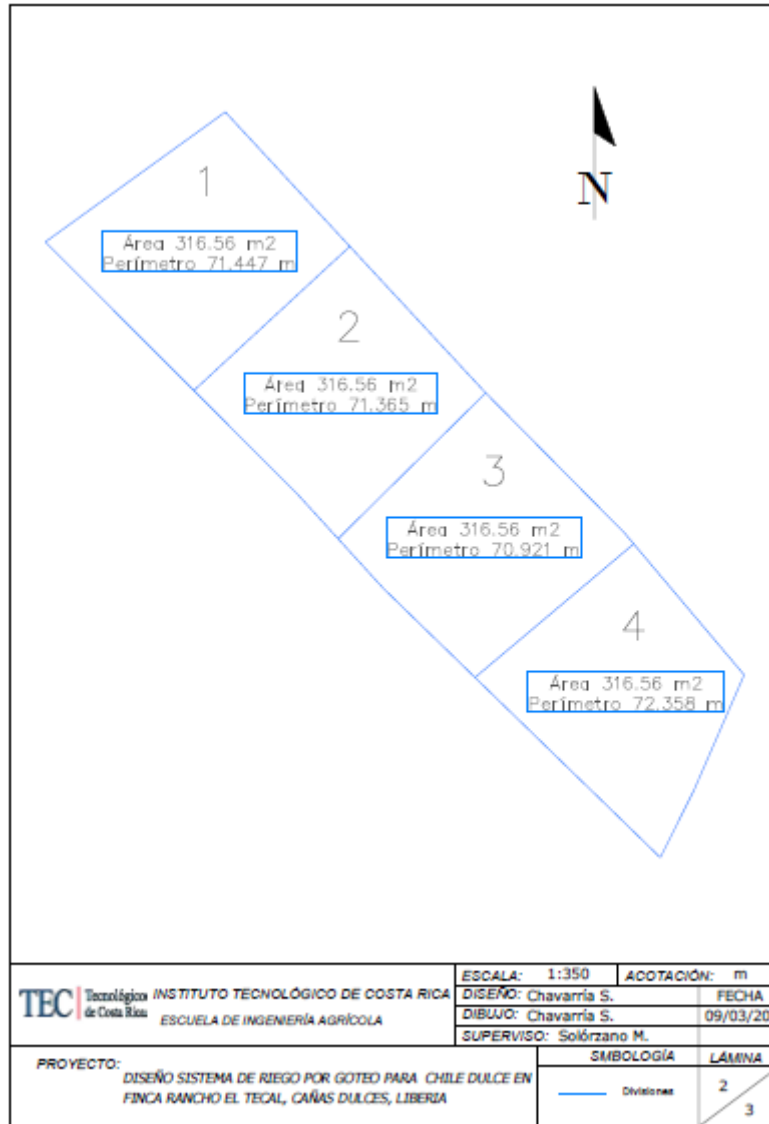 N
1
Área 316.56 m2
Perímetro 71.447 m
2
Área 316.56 m2
Perímetro 71.365 m
3
Área 316.56 m2
Perímetro 70.921 m
4
Área 316.56 m2
Perímetro 72.358 m
TEC Tecnológico de Costa Rica
INSTITUTO TECNOLÓGICO DE COSTA RICA
ESCUELA DE INGENIERÍA AGRÍCOLA
ESCALA: 1:350 ACOTACIÓN: m
DISEÑO: Chavarría S. FECHA
DIBUJO: Chavarría S. 09/03/20
SUPERVISO: Solórzano M.
PROYECTO:
DISEÑO SISTEMA DE RIEGO POR GOTEO PARA CHILE DULCE EN
FINCA RANCHO EL TECAL, CAÑAS DULCES, LIBERIA
SMBOLOGÍA LÁMINA
Divisiones 2
3